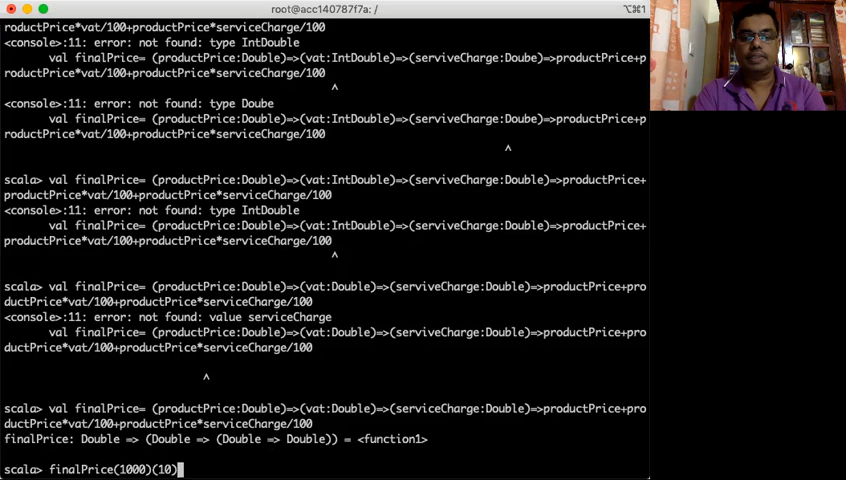 root@acc140787f7a: /
⌥⌘1
roductPrice*vat/100+productPrice*serviceCharge/100
<console>:11: error: not found: type IntDouble
val finalPrice= (productPrice:Double)=>(vat:IntDouble)=>(serviveCharge:Doube)=>productPrice+p
roductPrice*vat/100+productPrice*serviceCharge/100
^
<console>:11: error: not found: type Doube
val finalPrice= (productPrice:Double)=>(vat:IntDouble)=>(serviveCharge:Doube)=>productPrice+p
roductPrice*vat/100+productPrice*serviceCharge/100
^
scala> val finalPrice= (productPrice:Double)=>(vat:IntDouble)=>(serviveCharge:Double)=>productPrice+
productPrice*vat/100+productPrice*serviceCharge/100
<console>:11: error: not found: type IntDouble
val finalPrice= (productPrice:Double)=>(vat:IntDouble)=>(serviveCharge:Double)=>productPrice+
productPrice*vat/100+productPrice*serviceCharge/100
^
scala> val finalPrice= (productPrice:Double)=>(vat:Double)=>(serviveCharge:Double)=>productPrice+pro
ductPrice*vat/100+productPrice*serviceCharge/100
<console>:11: error: not found: value serviceCharge
val finalPrice= (productPrice:Double)=>(vat:Double)=>(serviveCharge:Double)=>productPrice+pro
ductPrice*vat/100+productPrice*serviceCharge/100
^
scala> val finalPrice= (productPrice:Double)=>(vat:Double)=>(serviceCharge:Double)=>productPrice+pro
ductPrice*vat/100+productPrice*serviceCharge/100
finalPrice: Double => (Double => (Double => Double)) = <function1>
scala> finalPrice(1000)(10)